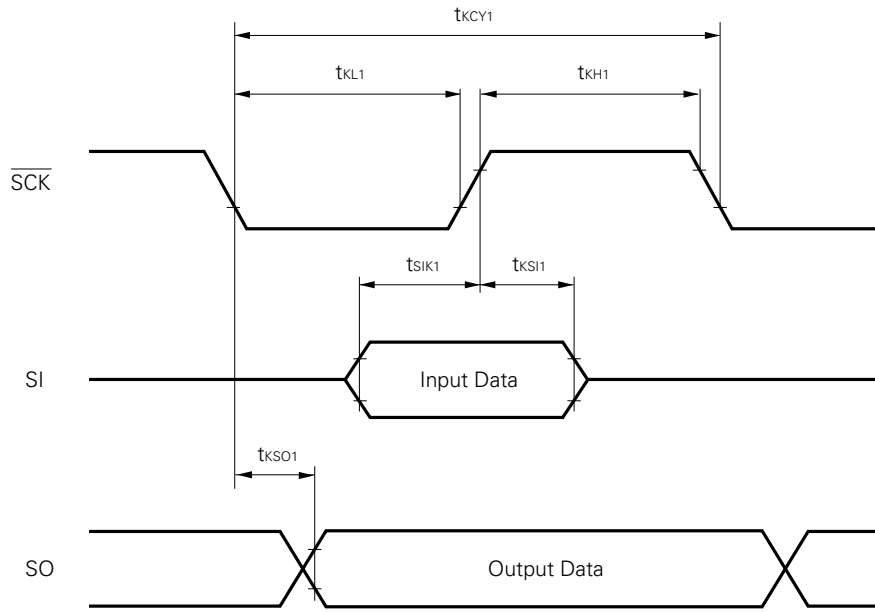 tKCY1
tKL1 tKH1
SCK
tSIK1 tKSI1
SI Input Data
tKSO1
SO Output Data